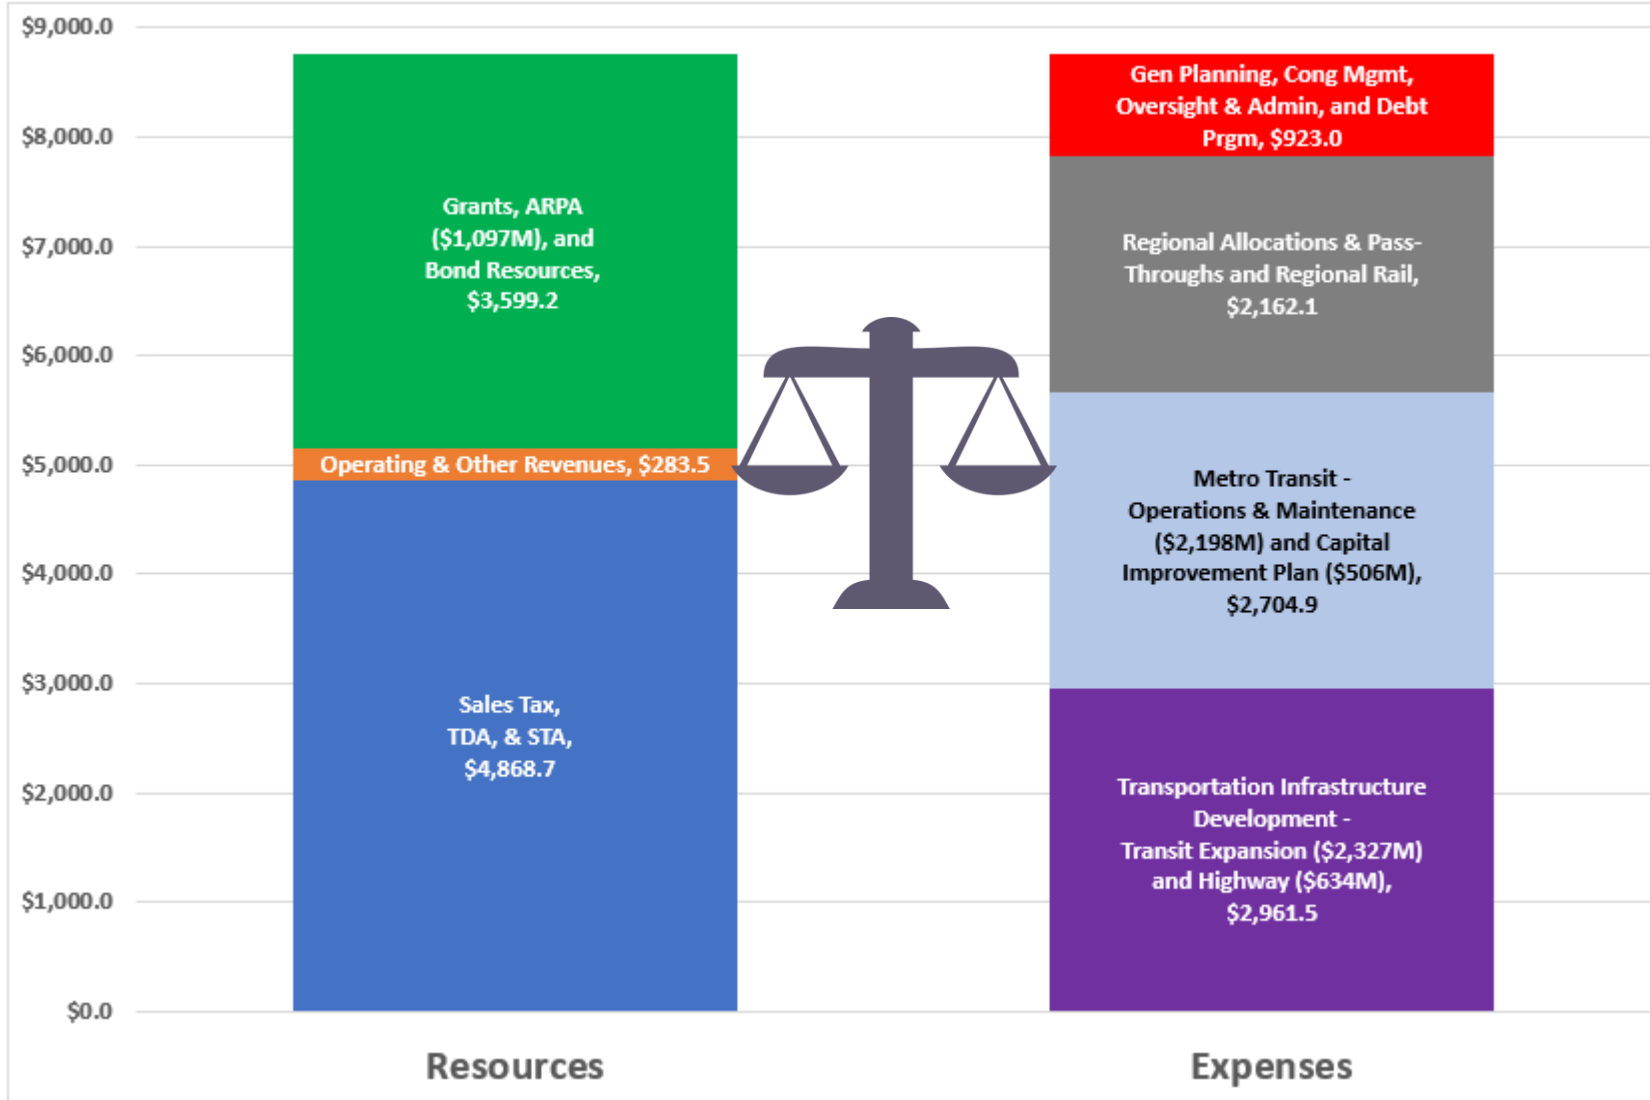 $9,000.0
$8,000.0
$7,000.0
$6,000.0
$5,000.0
$4,000.0
$3,000.0
$2,000.0
$1,000.0
$0.0
Grants, ARPA
($1,097M), and
Bond Resources,
$3,599.2
Operating & Other Revenues, $283.5
Sales Tax,
TDA, & STA,
$4,868.7
Gen Planning, Cong Mgmt,
Oversight & Admin, and Debt
Prgm, $923.0
Regional Allocations & Pass-
Throughs and Regional Rail,
$2,162.1
Metro Transit -
Operations & Maintenance
($2,198M) and Capital
Improvement Plan ($506M),
$2,704.9
Transportation Infrastructure
Development -
Transit Expansion ($2,327M)
and Highway ($634M),
$2,961.5
Resources
Expenses